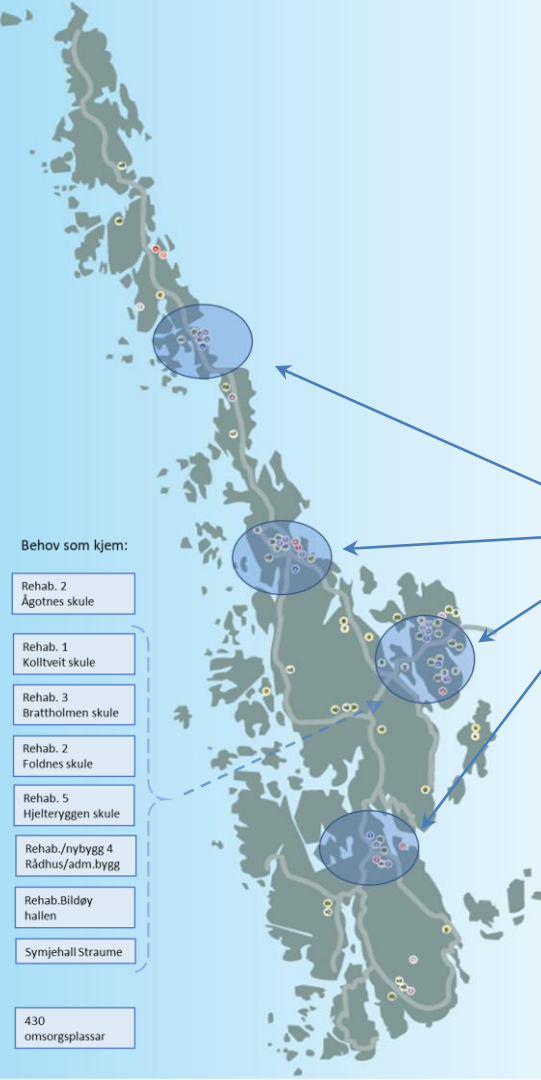 Behov som kjem:
Rehab. 2
Ågotnes skule
Rehab. 1
Kolltveit skule
Rehab. 3
Brattholmen skule
Rehab. 2
Foldnes skule
Rehab. 5
Hjelteryggen skule
Rehab./nybygg 4
Rådhus/adm.bygg
Rehab.Bildøy
hallen
Symjehall Straume
430
omsorgsplassar